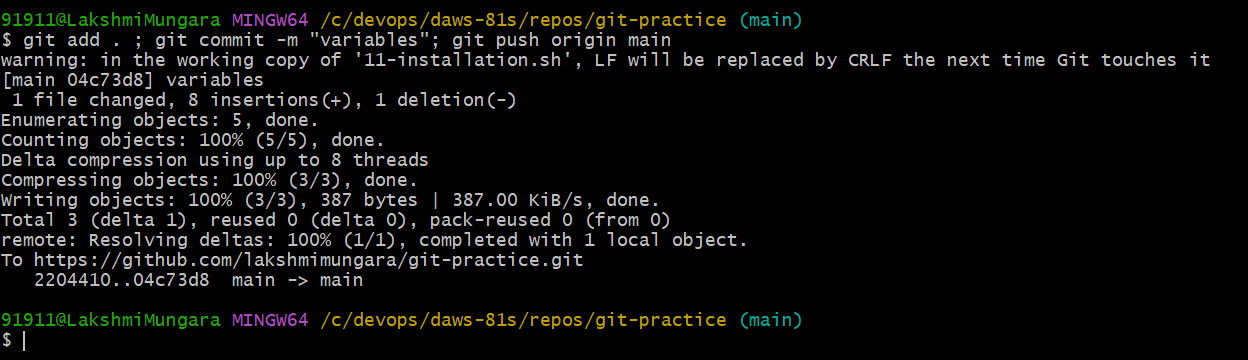 91911@LakshmiMungara MINGW64 /c/devops/daws-81s/repos/git-practice (main)
$ git add . ; git commit -m "variables"; git push origin main
warning: in the working copy of '11-installation.sh', LF will be replaced by CRLF the next time Git touches it
[main 04c73d8] variables
 1 file changed, 8 insertions(+), 1 deletion(-)
Enumerating objects: 5, done.
Counting objects: 100% (5/5), done.
Delta compression using up to 8 threads
Compressing objects: 100% (3/3), done.
Writing objects: 100% (3/3), 387 bytes | 387.00 KiB/s, done.
Total 3 (delta 1), reused 0 (delta 0), pack-reused 0 (from 0)
remote: Resolving deltas: 100% (1/1), completed with 1 local object.
To https://github.com/lakshmimungara/git-practice.git
   2204410..04c73d8  main -> main
91911@LakshmiMungara MINGW64 /c/devops/daws-81s/repos/git-practice (main)
$